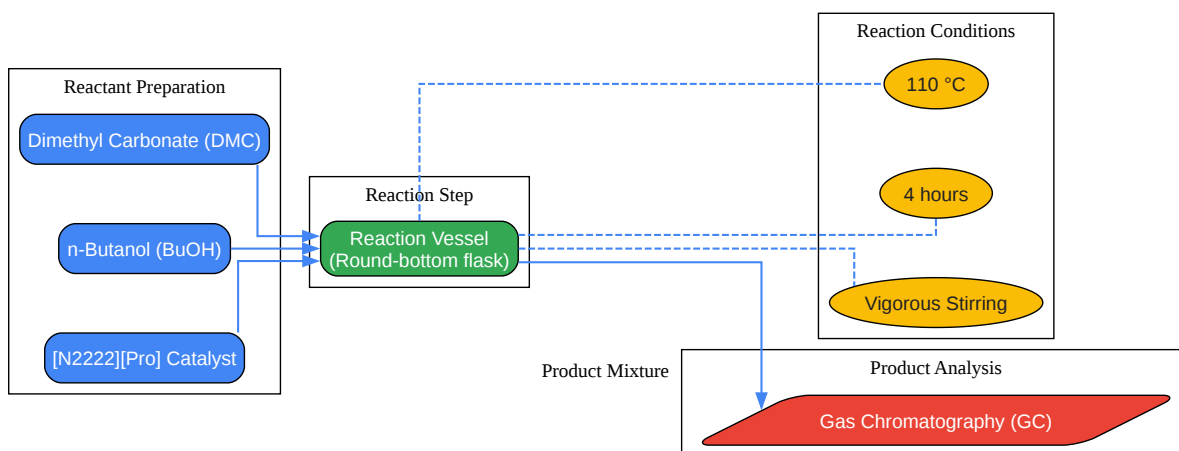 Reactant Preparation
Dimethyl Carbonate (DMC)
n-Butanol (BuOH)
[N2222][Pro] Catalyst
Reaction Step
Reaction Vessel
(Round-bottom flask)
Reaction Conditions
110 °C
4 hours
Vigorous Stirring
Product Mixture
Product Analysis
Gas Chromatography (GC)